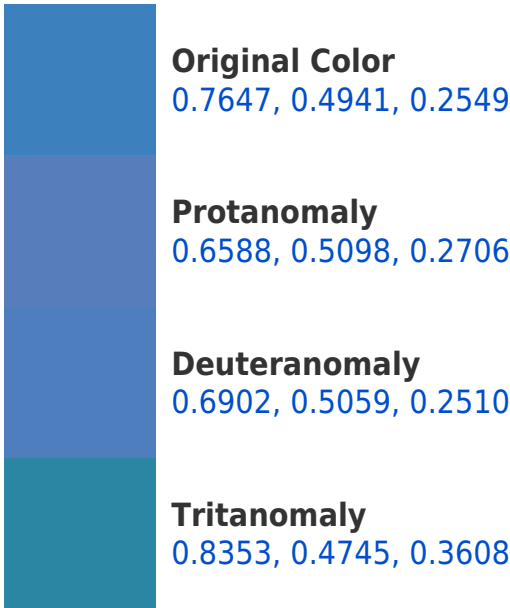 Original Color
0.7647, 0.4941, 0.2549
Protanomaly
0.6588, 0.5098, 0.2706
Deuteranomaly
0.6902, 0.5059, 0.2510
Tritanomaly
0.8353, 0.4745, 0.3608